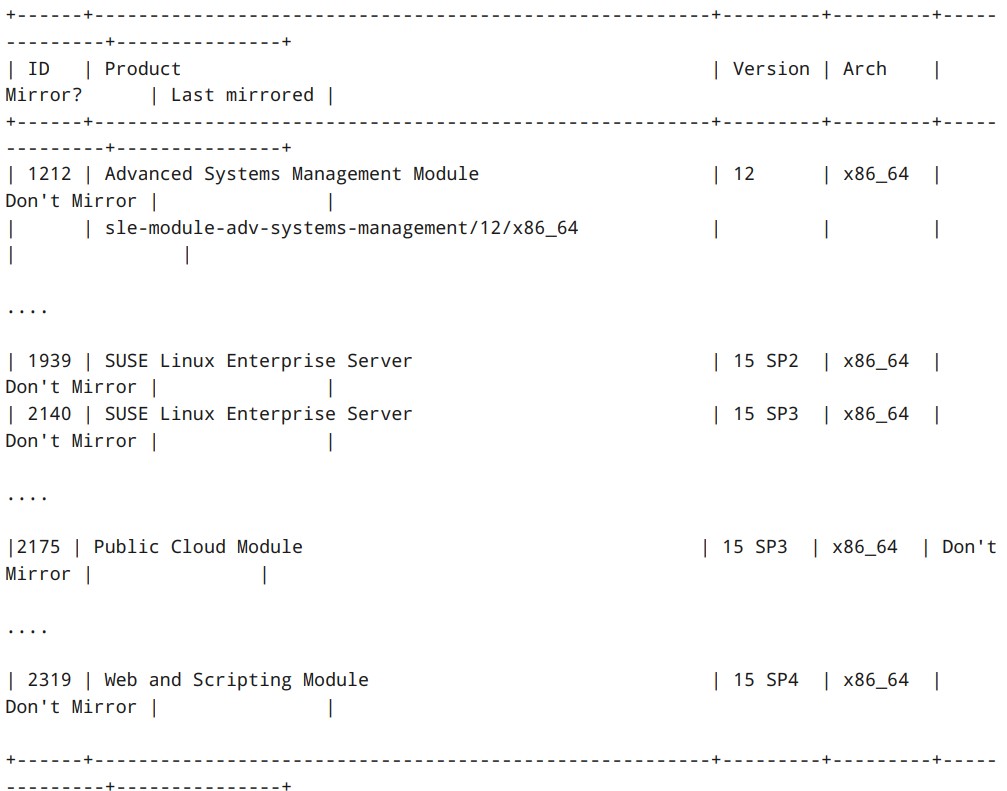 +------+--------------------------------------------------------+---------+---------+-----
---------+---------------+
| ID   | Product                                                | Version | Arch    |
Mirror?      | Last mirrored |
+------+--------------------------------------------------------+---------+---------+-----
---------+---------------+
| 1212 | Advanced Systems Management Module                     | 12      | x86_64  |
Don't Mirror |               |
|      | sle-module-adv-systems-management/12/x86_64            |         |         |
|               |
....
| 1939 | SUSE Linux Enterprise Server                           | 15 SP2  | x86_64  |
Don't Mirror |               |
| 2140 | SUSE Linux Enterprise Server                           | 15 SP3  | x86_64  |
Don't Mirror |               |
....
|2175 | Public Cloud Module                                    | 15 SP3  | x86_64  | Don't
Mirror |               |
....
| 2319 | Web and Scripting Module                               | 15 SP4  | x86_64  |
Don't Mirror |               |
+------+--------------------------------------------------------+---------+---------+-----
---------+---------------+